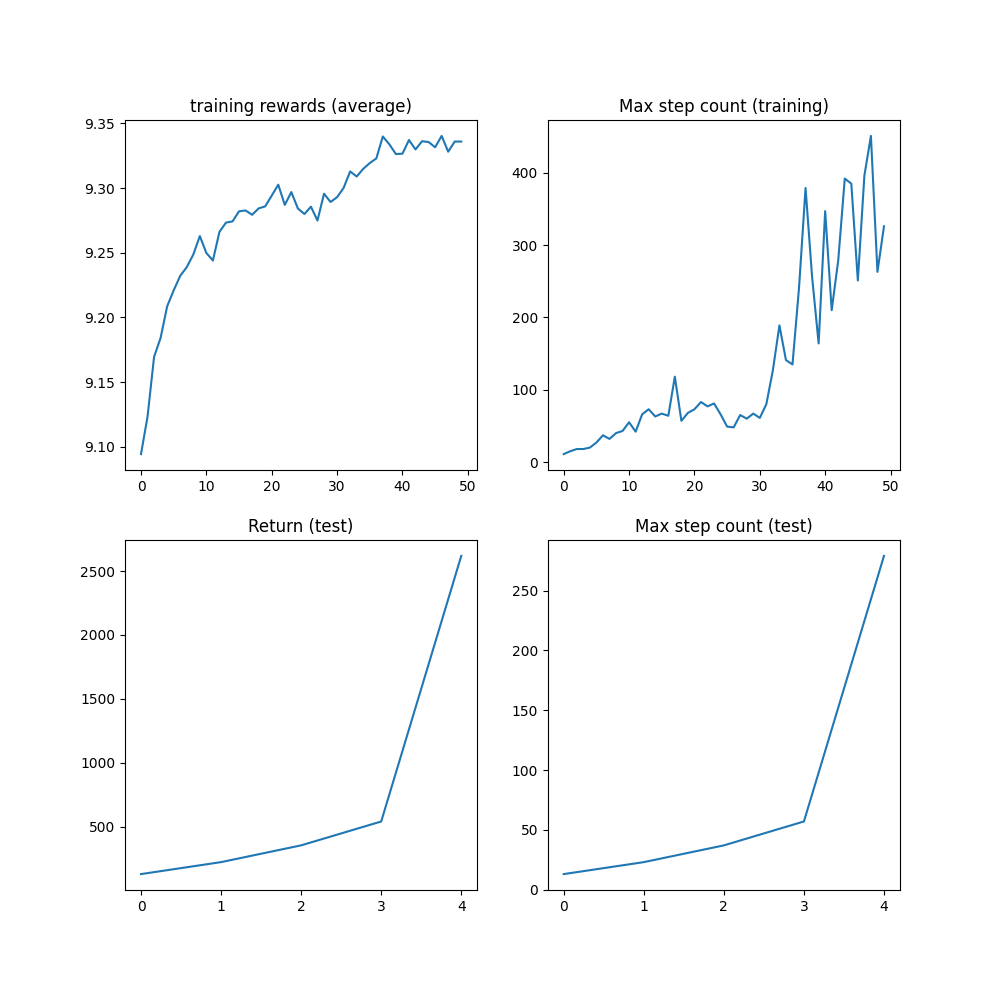 training rewards (average)
9.35
9.30
9.25
9.20
9.15
9.10
0 10 20 30 40 50
Max step count (training)
400
300
200
100
0
0 10 20 30 40 50
Return (test)
2500
2000
1500
1000
500
0 1 2 3 4
Max step count (test)
250
200
150
100
50
0
0 1 2 3 4